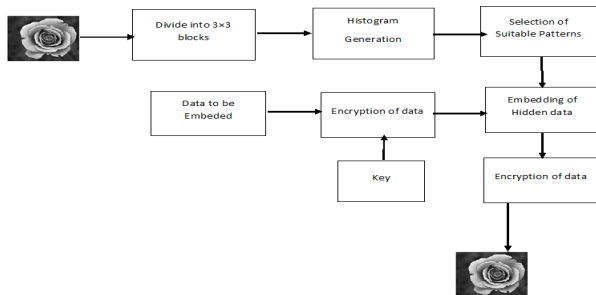 Divide into 3×3
blocks
Histogram
Generation
Selection of
Suitable Patterns
Data to be
Embeded
Encryption of data
Embedding of
Hidden data
Key
Encryption of data